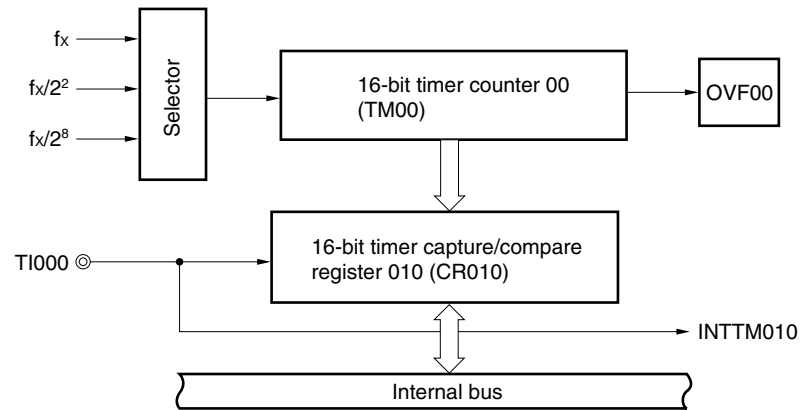 fx
fx/2²
fx/2⁸
Selector
16-bit timer counter 00
(TM00)
OVF00
16-bit timer capture/compare
register 010 (CR010)
TI000
INTTM010
Internal bus